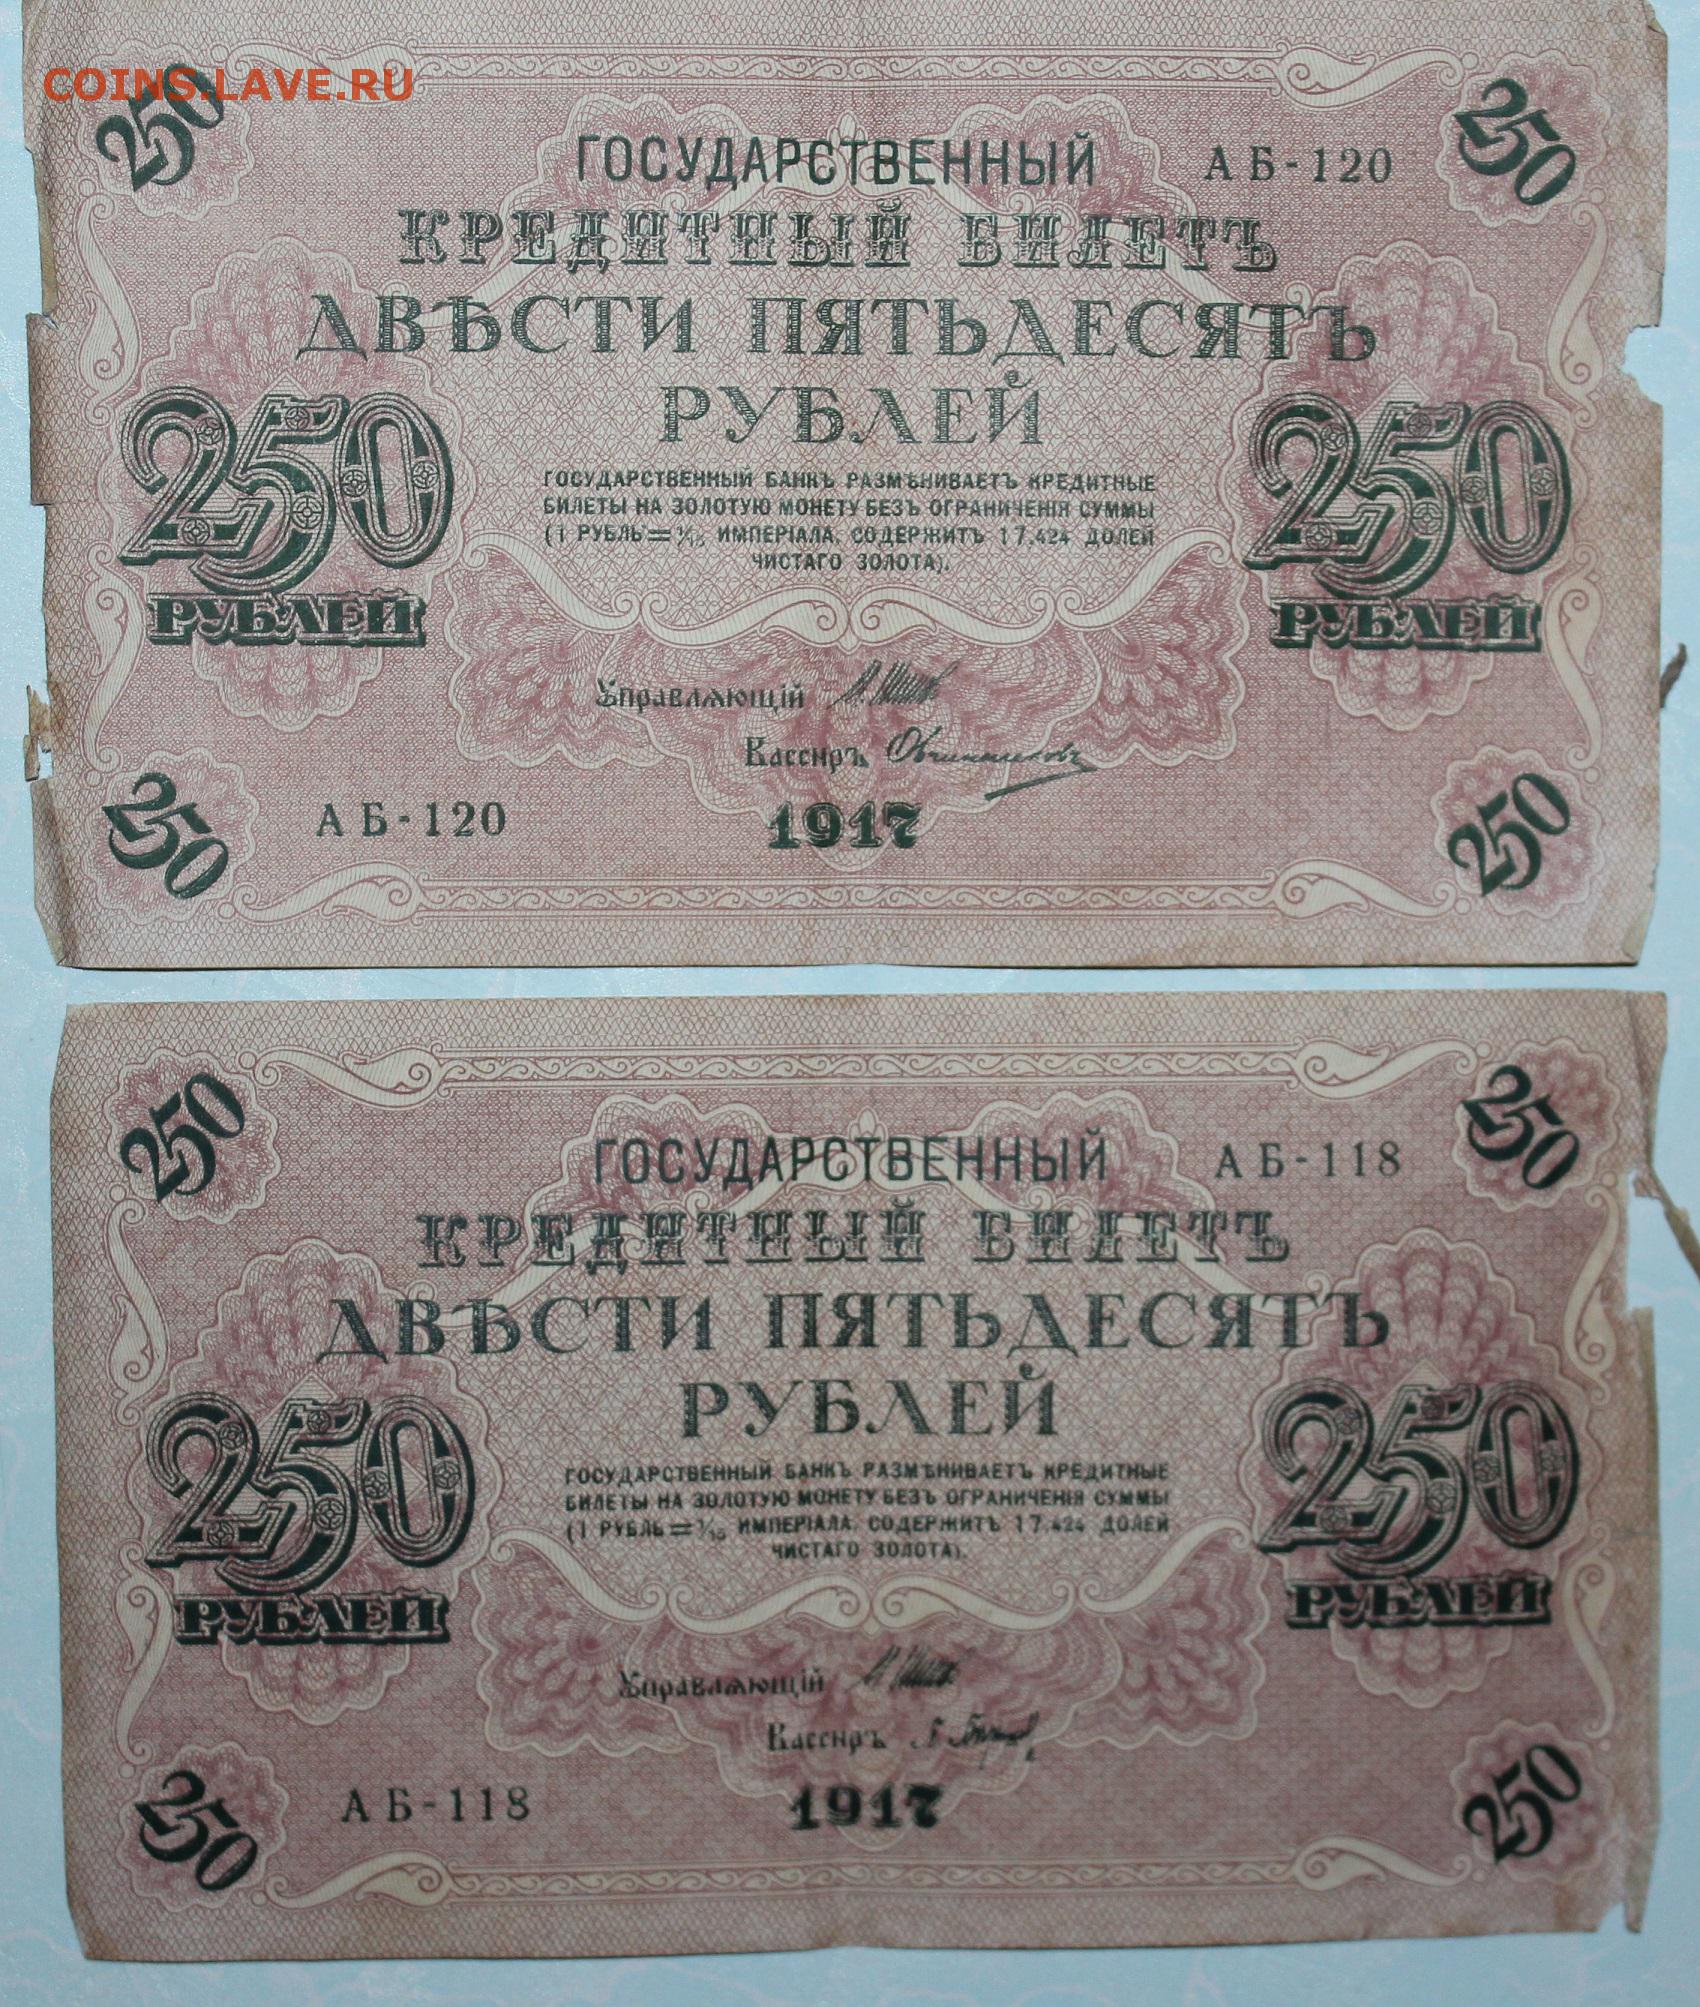 COINS.LAVE.RU
250 250
ГОСУДАРСТВЕННЫЙ АБ-120
КРЕДИТНЫЙ БИЛЕТЪ
ДВѢСТИ ПЯТЬДЕСЯТЪ
РУБЛЕЙ
250 250
РУБЛЕЙ РУБЛЕЙ
ГОСУДАРСТВЕННЫЙ БАНКЪ РАЗМѢНИВАЕТЪ КРЕДИТНЫЕ
БИЛЕТЫ НА ЗОЛОТУЮ МОНЕТУ БЕЗЪ ОГРАНИЧЕНІЯ СУММЫ
(1 РУБЛЬ=1/15 ИМПЕРІАЛА, СОДЕРЖИТЪ 17,424 ДОЛЕЙ
ЧИСТАГО ЗОЛОТА).
Управляющій
Кассиръ Овчинниковъ
АБ-120 1917
250 250
250 250
ГОСУДАРСТВЕННЫЙ АБ-118
КРЕДИТНЫЙ БИЛЕТЪ
ДВѢСТИ ПЯТЬДЕСЯТЪ
РУБЛЕЙ
250 250
РУБЛЕЙ РУБЛЕЙ
ГОСУДАРСТВЕННЫЙ БАНКЪ РАЗМѢНИВАЕТЪ КРЕДИТНЫЕ
БИЛЕТЫ НА ЗОЛОТУЮ МОНЕТУ БЕЗЪ ОГРАНИЧЕНІЯ СУММЫ
(1 РУБЛЬ=1/15 ИМПЕРІАЛА, СОДЕРЖИТЪ 17,424 ДОЛЕЙ
ЧИСТАГО ЗОЛОТА).
Управляющій
Кассиръ
АБ-118 1917
250 250